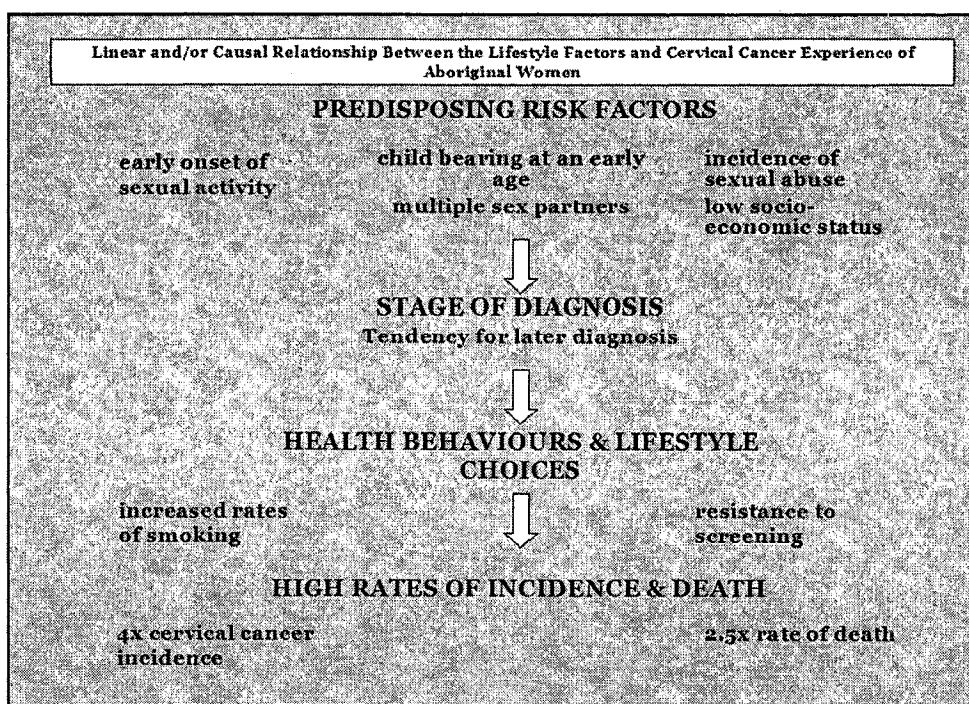 Linear and/or Causal Relationship Between the Lifestyle Factors and Cervical Cancer Experience of
Aboriginal Women
PREDISPOSING RISK FACTORS
early onset of
sexual activity
child bearing at an early
age
multiple sex partners
incidence of
sexual abuse
low socio-
economic status
STAGE OF DIAGNOSIS
Tendency for later diagnosis
HEALTH BEHAVIOURS & LIFESTYLE
CHOICES
increased rates
of smoking
resistance to
screening
HIGH RATES OF INCIDENCE & DEATH
4x cervical cancer
incidence
2.5x rate of death